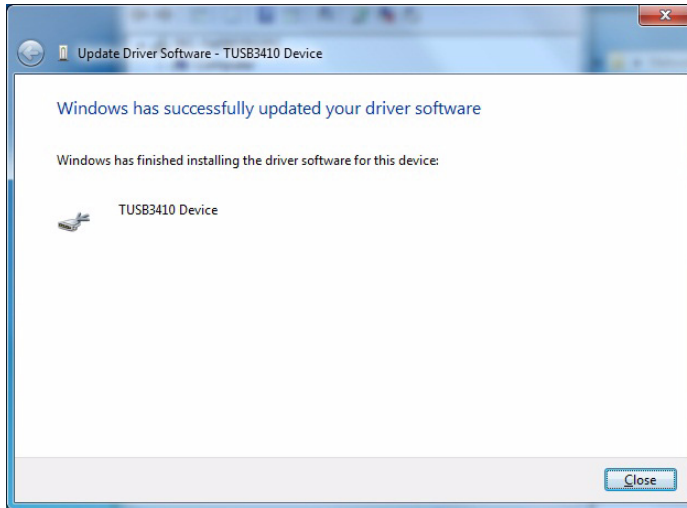 Update Driver Software - TUSB3410 Device
Windows has successfully updated your driver software
Windows has finished installing the driver software for this device:
TUSB3410 Device
Close